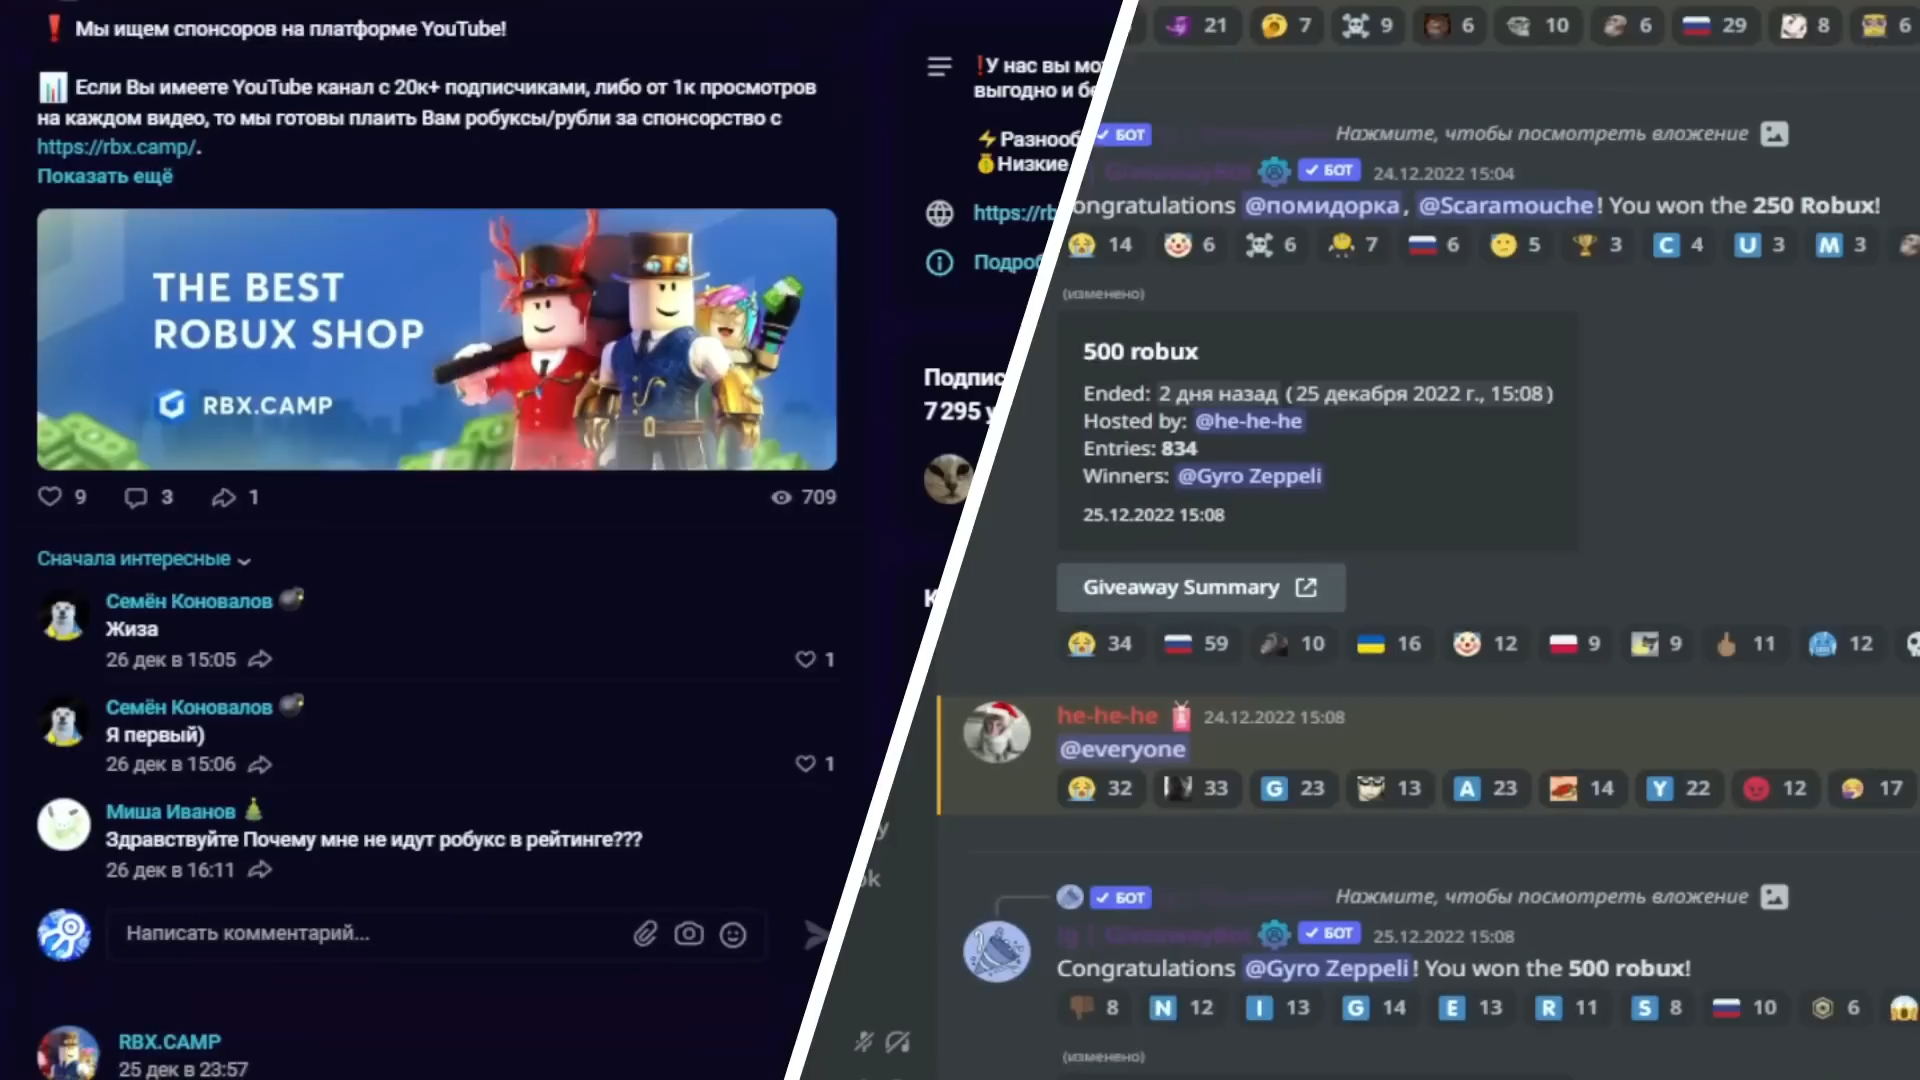 ❗ Мы ищем спонсоров на платформе YouTube!
📊 Если Вы имеете YouTube канал с 20к+ подписчиками, либо от 1к просмотров
на каждом видео, то мы готовы плаить Вам робуксы/рубли за спонсорство с
https://rbx.camp/.
Показать ещё
THE BEST
ROBUX SHOP
RBX.CAMP
9 3 1 709
Сначала интересные
Семён Коновалов
Жиза
26 дек в 15:05
1
Семён Коновалов
Я первый)
26 дек в 15:06
1
Миша Иванов
Здравствуйте Почему мне не идут робукс в рейтинге???
26 дек в 16:11
Написать комментарий...
RBX.CAMP
25 дек в 23:57
❗У нас вы мо
выгодно и бе
⚡Разнооб
Низкие
https://rb
Подроб
Подпис
7 295 у
К
21 7 9 6 10 6 29 8 6
БОТ Нажмите, чтобы посмотреть вложение
GiveawayBot БОТ 24.12.2022 15:04
ongratulations @помидорка, @Scaramouche! You won the 250 Robux!
14 6 6 7 6 5 3 C 4 U 3 M 3
(изменено)
500 robux
Ended: 2 дня назад (25 декабря 2022 г., 15:08)
Hosted by: @he-he-he
Entries: 834
Winners: @Gyro Zeppeli
25.12.2022 15:08
Giveaway Summary
34 59 10 16 12 9 9 11 12
he-he-he 24.12.2022 15:08
@everyone
32 33 G 23 13 A 23 14 Y 22 12 17
y
ok
БОТ Нажмите, чтобы посмотреть вложение
GiveawayBot БОТ 25.12.2022 15:08
Congratulations @Gyro Zeppeli! You won the 500 robux!
8 N 12 I 13 G 14 E 13 R 11 S 8 10 6
(изменено)